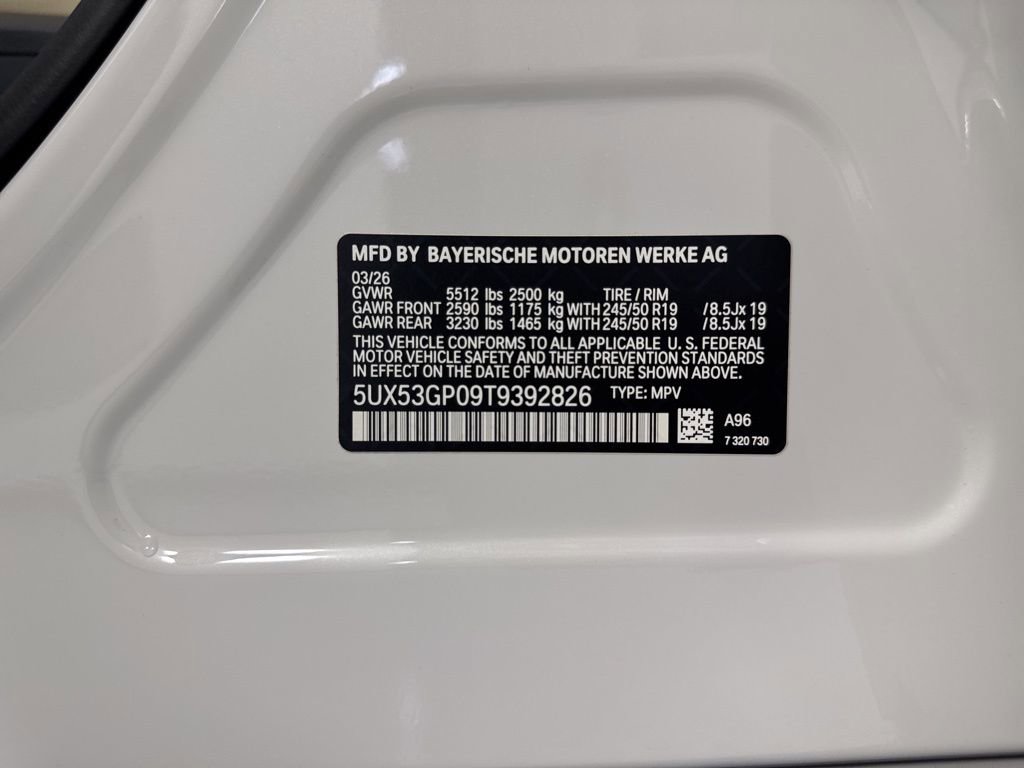 MFD BY BAYERISCHE MOTOREN WERKE AG
03/26
GVWR 5512 lbs 2500 kg TIRE / RIM
GAWR FRONT 2590 lbs 1175 kg WITH 245/50 R19 / 8.5Jx 19
GAWR REAR 3230 lbs 1465 kg WITH 245/50 R19 / 8.5Jx 19
THIS VEHICLE CONFORMS TO ALL APPLICABLE U. S. FEDERAL
MOTOR VEHICLE SAFETY AND THEFT PREVENTION STANDARDS
IN EFFECT ON THE DATE OF MANUFACTURE SHOWN ABOVE.
5UX53GP09T9392826 TYPE: MPV
A96
7 320 730